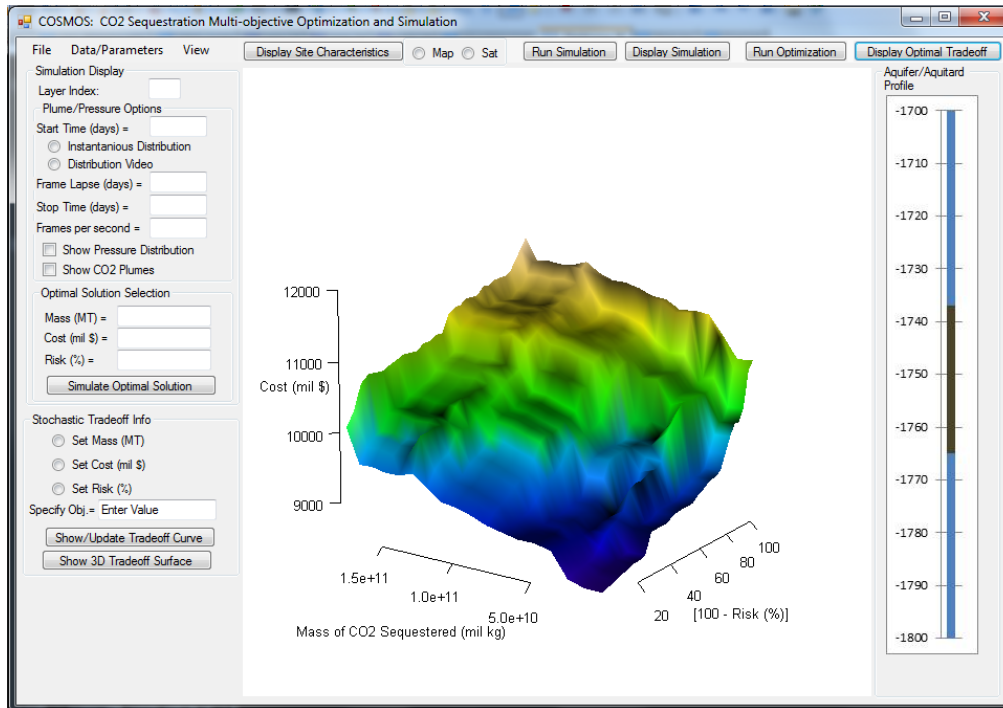 COSMOS: CO2 Sequestration Multi-objective Optimization and Simulation
File Data/Parameters View
Display Site Characteristics
Map Sat
Run Simulation
Display Simulation
Run Optimization
Display Optimal Tradeoff
Simulation Display
Layer Index:
Plume/Pressure Options
Start Time (days) =
Instantanious Distribution
Distribution Video
Frame Lapse (days) =
Stop Time (days) =
Frames per second =
Show Pressure Distribution
Show CO2 Plumes
Optimal Solution Selection
Mass (MT) =
Cost (mil $) =
Risk (%) =
Simulate Optimal Solution
Stochastic Tradeoff Info
Set Mass (MT)
Set Cost (mil $)
Set Risk (%)
Specify Obj.= Enter Value
Show/Update Tradeoff Curve
Show 3D Tradeoff Surface
12000
11000
Cost (mil $)
10000
9000
1.5e+11
1.0e+11
5.0e+10
Mass of CO2 Sequestered (mil kg)
20
40
60
80
100
[100 - Risk (%)]
Aquifer/Aquitard
Profile
-1700
-1710
-1720
-1730
-1740
-1750
-1760
-1770
-1780
-1790
-1800